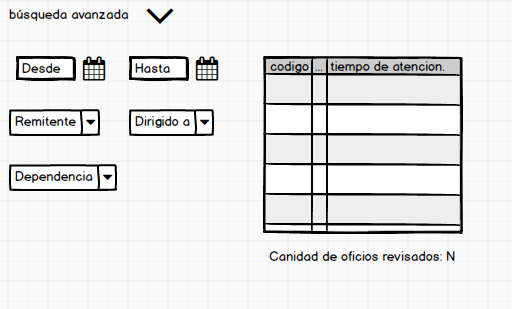 búsqueda avanzada
Desde
Hasta
Remitente
Dirigido a
Dependencia
codigo ... tiempo de atencion.
Canidad de oficios revisados: N